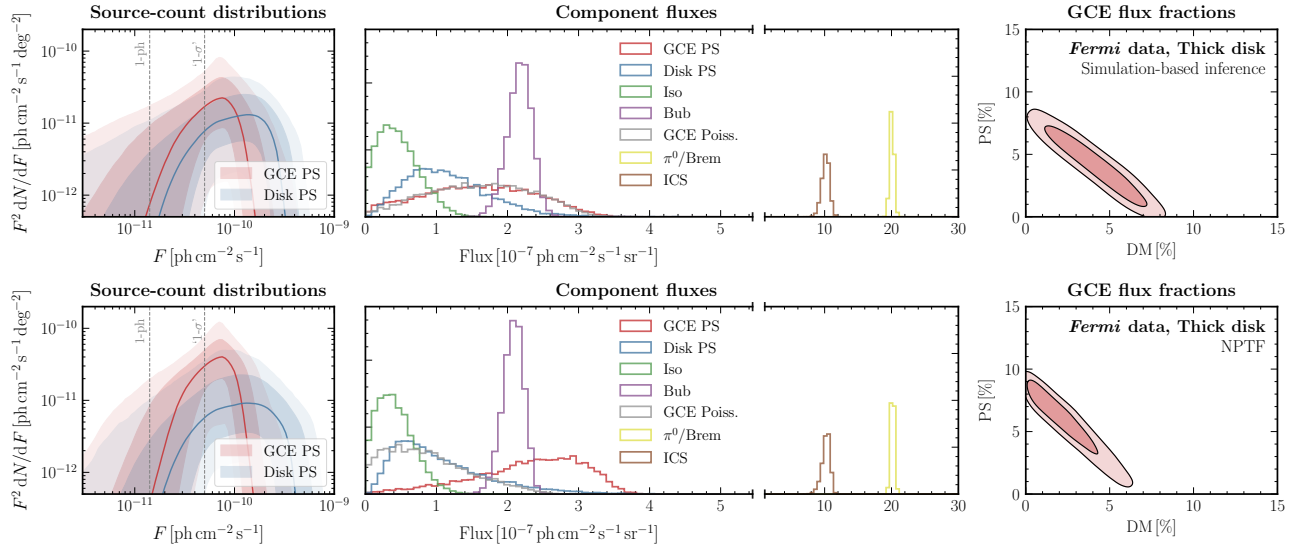 Source-count distributions
Component fluxes
GCE flux fractions
F² dN/dF [ph cm⁻² s⁻¹ deg⁻²]
10⁻¹⁰
10⁻¹¹
10⁻¹²
1-ph
'1-σ'
GCE PS
Disk PS
10⁻¹¹
10⁻¹⁰
10⁻⁹
F [ph cm⁻² s⁻¹]
GCE PS
Disk PS
Iso
Bub
GCE Poiss.
π⁰/Brem
ICS
0
1
2
3
4
5
10
20
30
Flux [10⁻⁷ ph cm⁻² s⁻¹ sr⁻¹]
PS [%]
15
10
5
0
Fermi data, Thick disk
Simulation-based inference
0
5
10
15
DM [%]
Source-count distributions
Component fluxes
GCE flux fractions
F² dN/dF [ph cm⁻² s⁻¹ deg⁻²]
10⁻¹⁰
10⁻¹¹
10⁻¹²
1-ph
'1-σ'
GCE PS
Disk PS
10⁻¹¹
10⁻¹⁰
10⁻⁹
F [ph cm⁻² s⁻¹]
GCE PS
Disk PS
Iso
Bub
GCE Poiss.
π⁰/Brem
ICS
0
1
2
3
4
5
10
20
30
Flux [10⁻⁷ ph cm⁻² s⁻¹ sr⁻¹]
PS [%]
15
10
5
0
Fermi data, Thick disk
NPTF
0
5
10
15
DM [%]